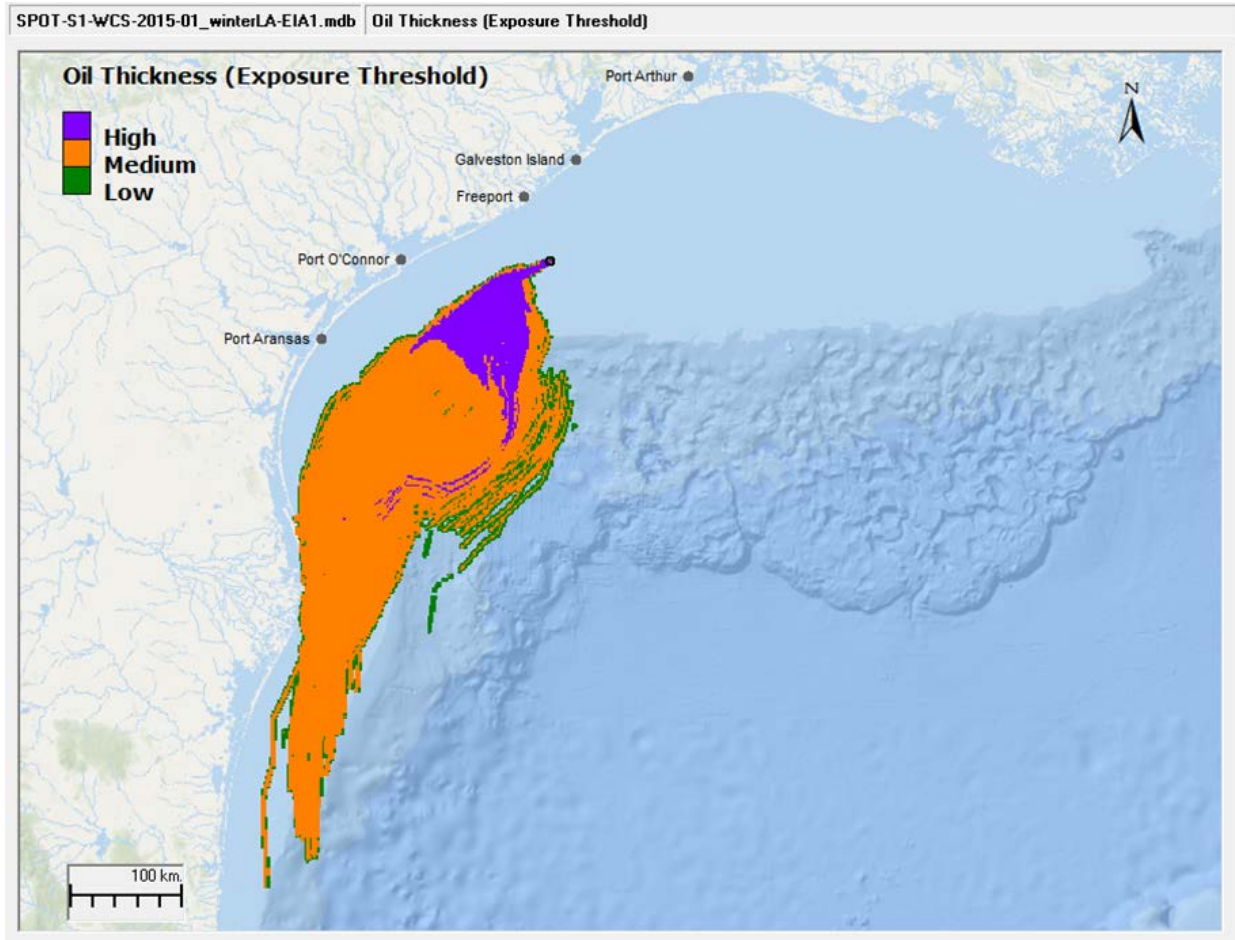 SPOT-S1-WCS-2015-01_winterLA-EIA1.mdb Oil Thickness (Exposure Threshold)
Oil Thickness (Exposure Threshold)
High
Medium
Low
Port Arthur
N
Galveston Island
Freeport
Port O'Connor
Port Aransas
100 km.